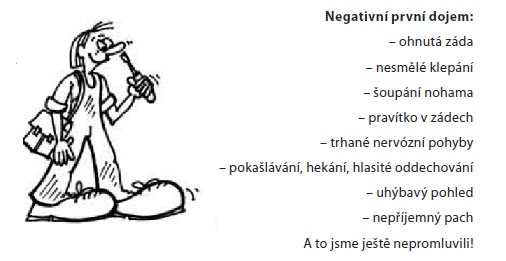 Negativní první dojem:
– ohnutá záda
– nesmělé klepání
– šoupání nohama
– pravítko v zádech
– trhané nervózní pohyby
– pokašlávání, hekání, hlasité oddechování
– uhýbavý pohled
– nepříjemný pach
A to jsme ještě nepromluvili!